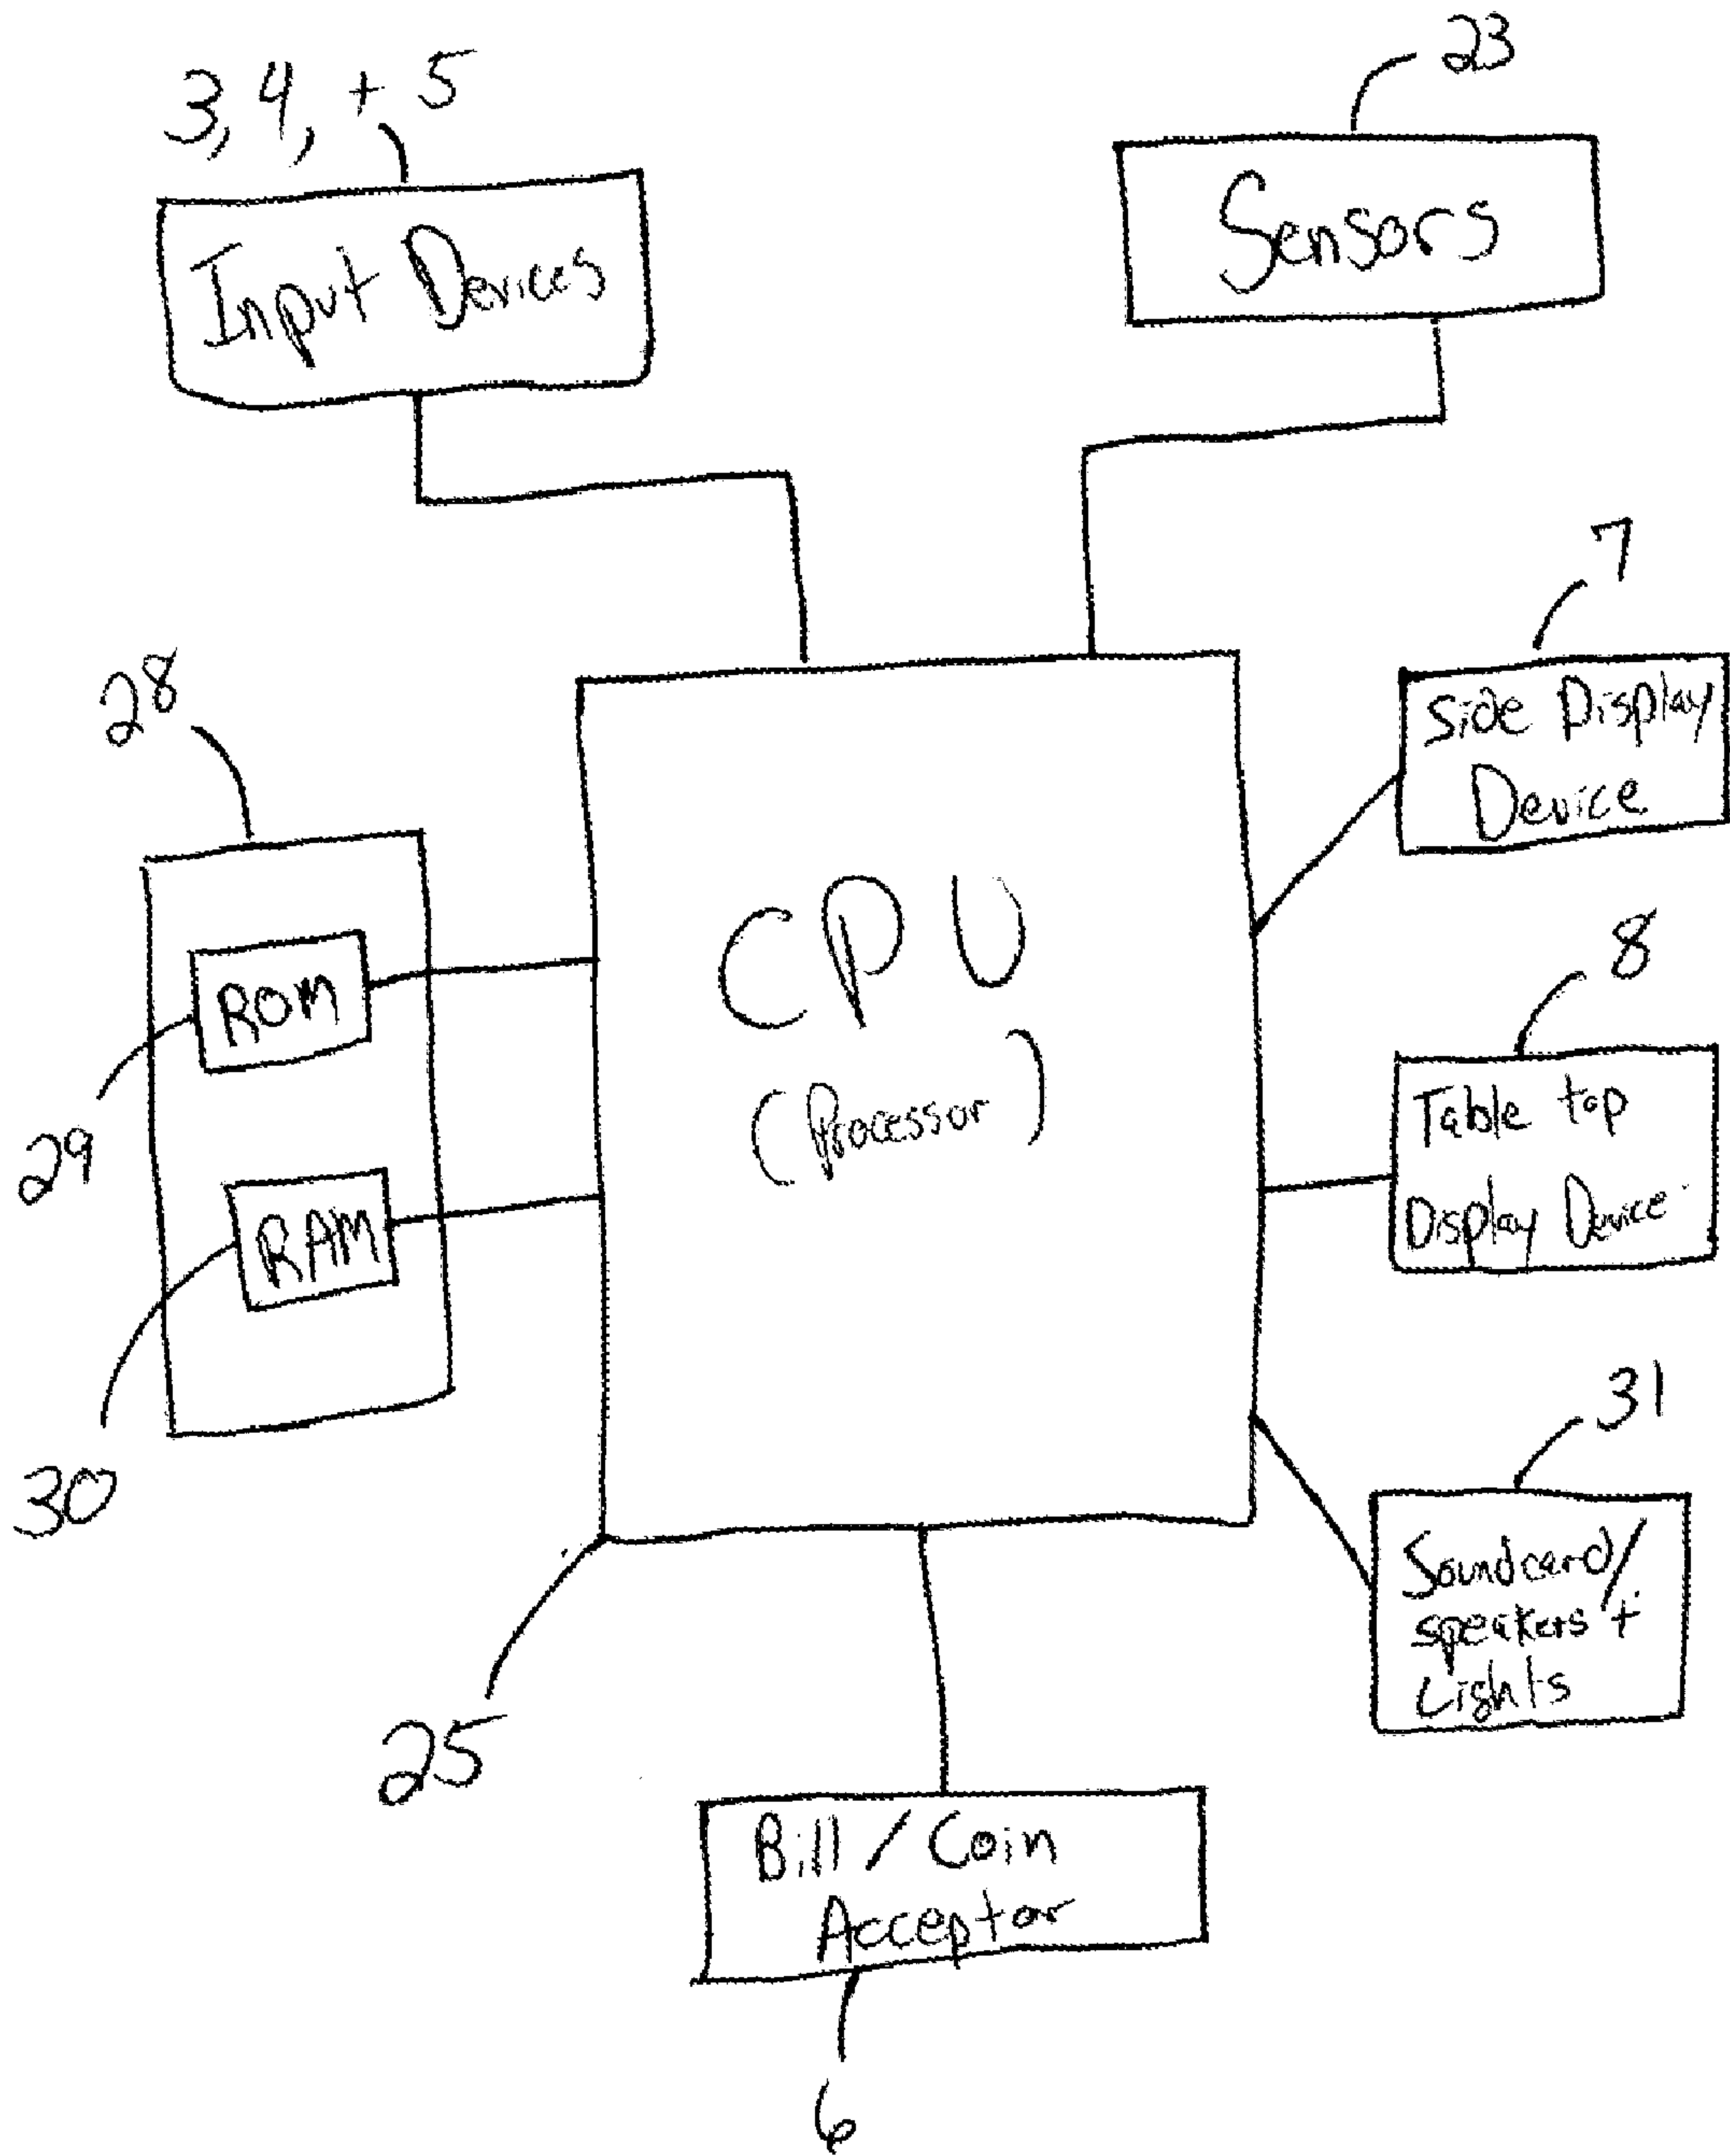 3, 4, + 5
23
Input Devices
Sensors
7
Side Display
Device
28
CPU
(Processor)
ROM
29
8
Table top
Display Device
RAM
30
31
Soundcard/
speakers +
Lights
25
Bill / Coin
Acceptor
6